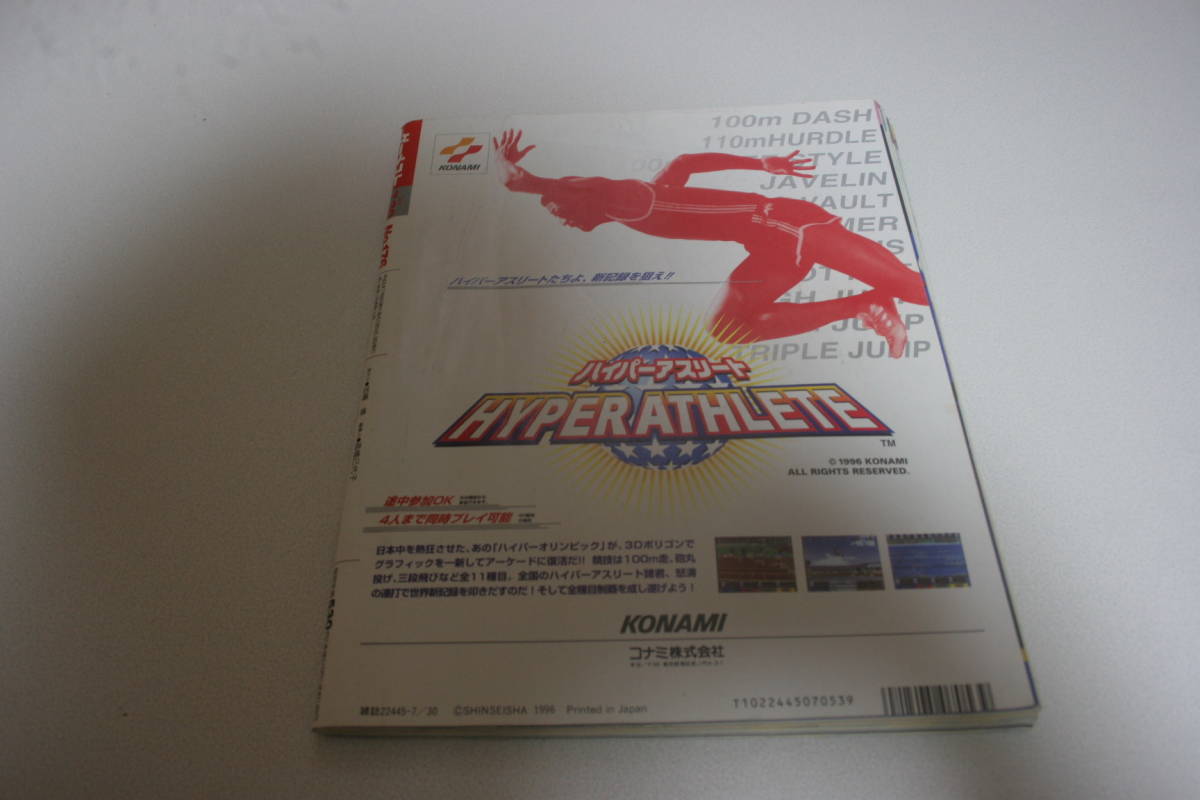 KONAMI
100m DASH
110mHURDLE
STYLE
JAVELIN
VAULT
JUMP
TRIPLE JUMP
ハイパーアスリートたちよ、新記録を狙え!!
ハイパーアスリート
HYPER ATHLETE
TM
© 1996 KONAMI
ALL RIGHTS RESERVED.
途中参加OK
4人まで同時プレイ可能
日本中を熱狂させた、あの「ハイパーオリンピック」が、3Dポリゴンで
グラフィックを一新してアーケードに復活だ!! 競技は100m走、砲丸
投げ、三段飛びなど全11種目。全国のハイパーアスリート諸君、怒濤
の連打で世界新記録を叩きだすのだ!そして全種目制覇を成し遂げよう!
KONAMI
コナミ株式会社
雑誌22445-7/30 ©SHINSEISHA 1996 Printed in Japan
T1022445070539